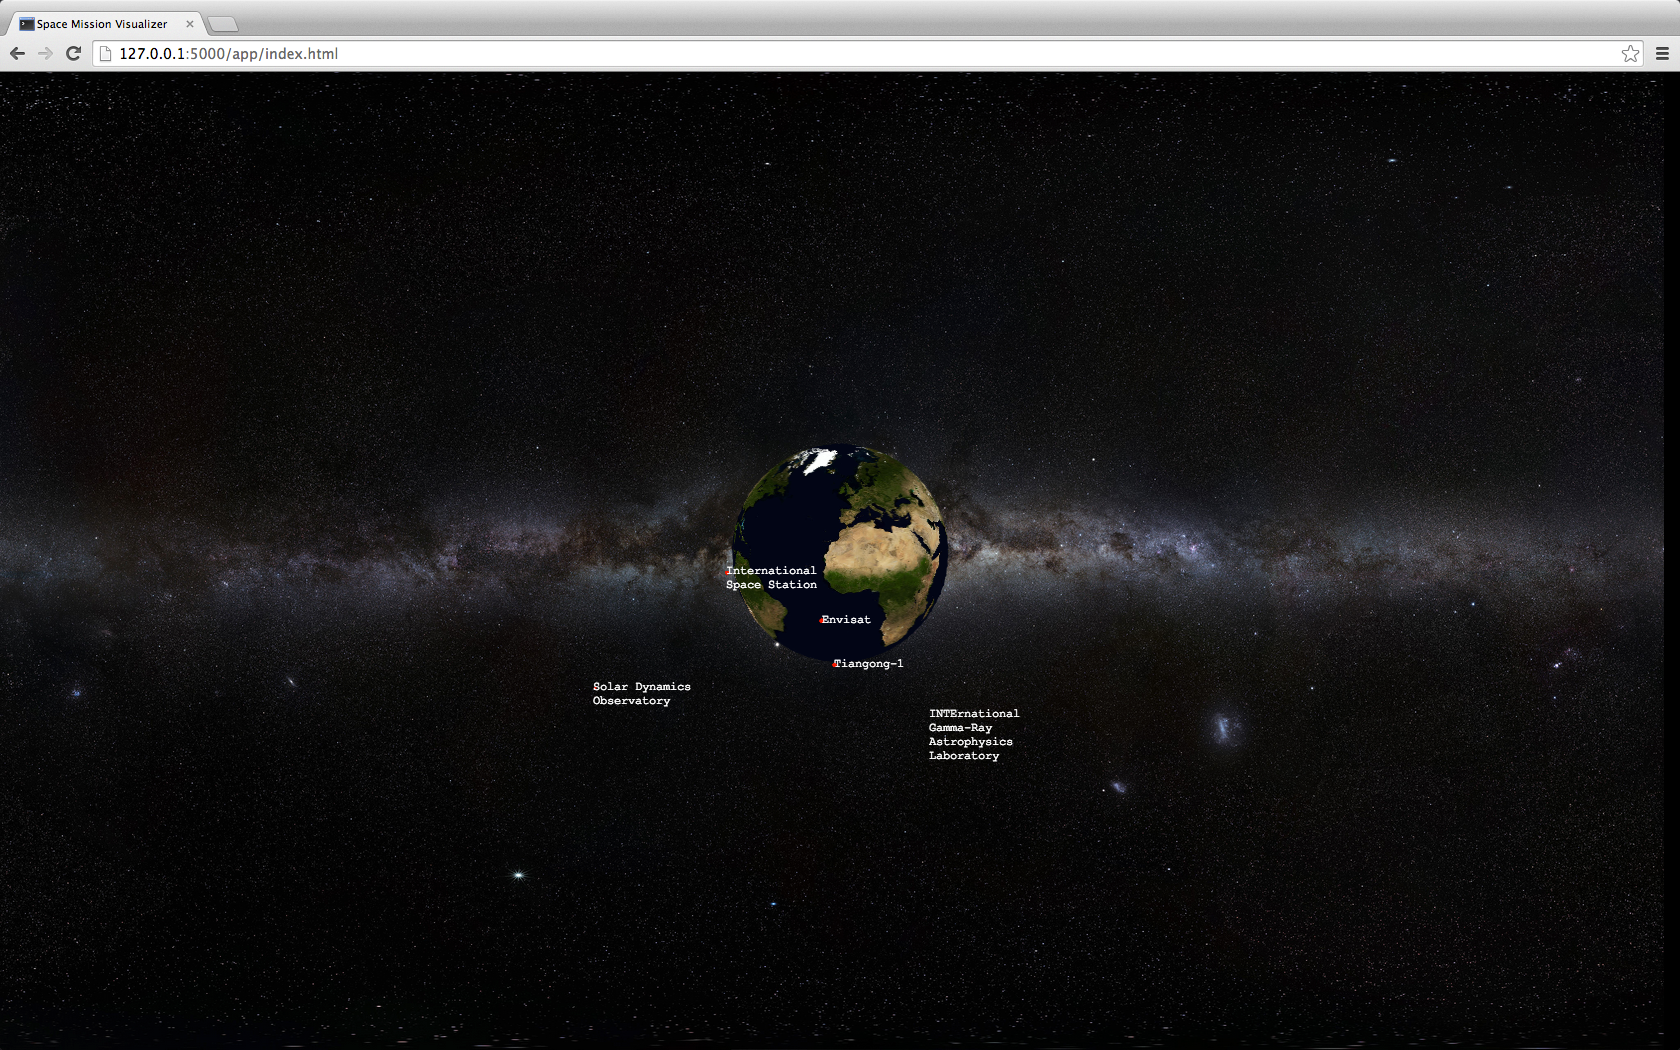 Space Mission Visualizer
127.0.0.1:5000/app/index.html
International
Space Station
Envisat
Tiangong-1
Solar Dynamics
Observatory
INTErnational
Gamma-Ray
Astrophysics
Laboratory